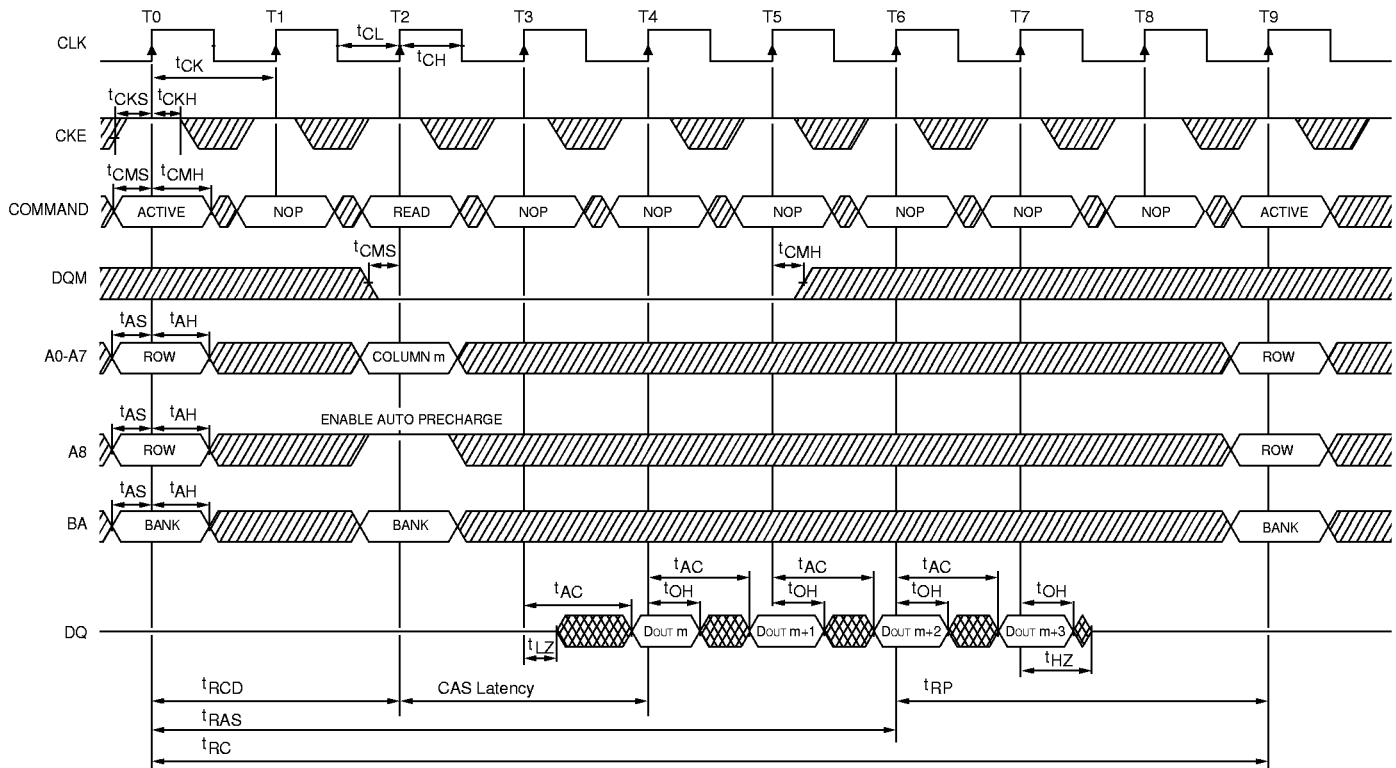 T0 T1 T2 T3 T4 T5 T6 T7 T8 T9
CLK tCL tCH
tCK
tCKS tCKH
CKE
tCMS tCMH
COMMAND ACTIVE NOP READ NOP NOP NOP NOP NOP NOP ACTIVE
tCMS tCMH
DQM
tAS tAH
A0-A7 ROW COLUMN m ROW
ENABLE AUTO PRECHARGE
tAS tAH
A8 ROW ROW
tAS tAH
BA BANK BANK BANK
tAC tAC tAC tAC
tOH tOH tOH tOH
DQ DOUT m DOUT m+1 DOUT m+2 DOUT m+3
tLZ tHZ
tRCD CAS Latency tRP
tRAS
tRC